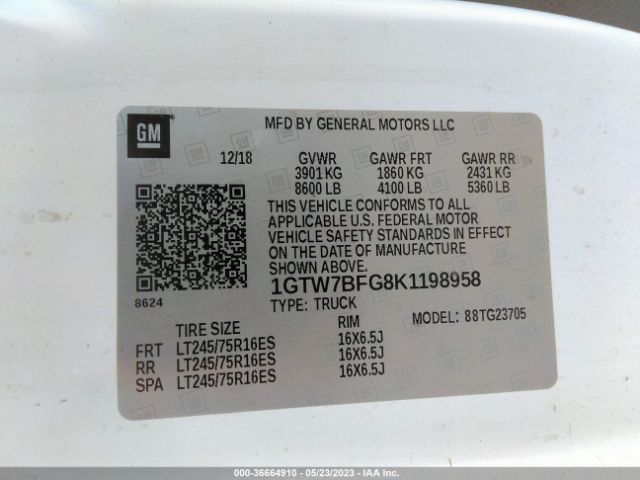 GM
MFD BY GENERAL MOTORS LLC
12/18 GVWR GAWR FRT GAWR RR
3901 KG 1860 KG 2431 KG
8600 LB 4100 LB 5360 LB
THIS VEHICLE CONFORMS TO ALL
APPLICABLE U.S. FEDERAL MOTOR
VEHICLE SAFETY STANDARDS IN EFFECT
ON THE DATE OF MANUFACTURE
SHOWN ABOVE.
8624
1GTW7BFG8K1198958
TYPE: TRUCK MODEL: 88TG23705
TIRE SIZE RIM
FRT LT245/75R16ES 16X6.5J
RR LT245/75R16ES 16X6.5J
SPA LT245/75R16ES 16X6.5J
000-36664910 - 05/23/2023 - IAA Inc.